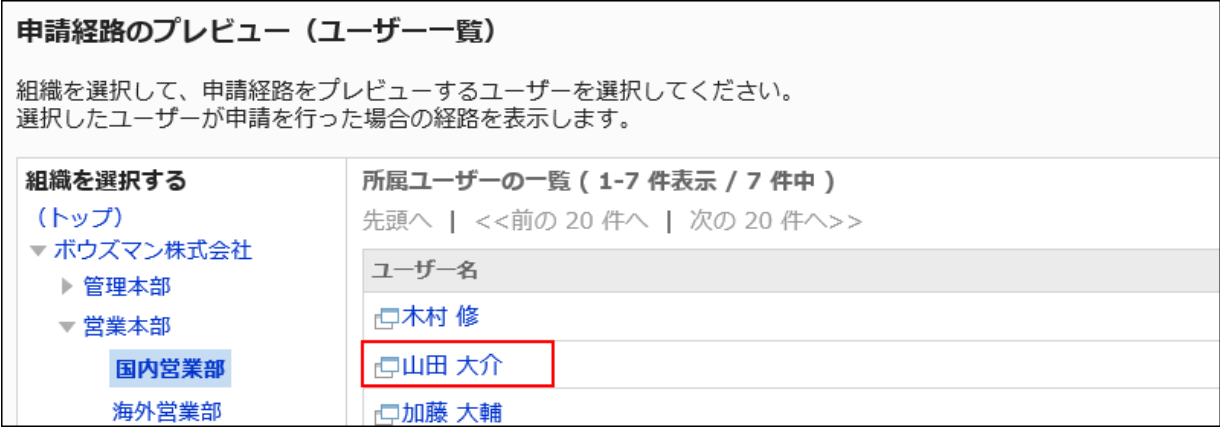 申請経路のプレビュー（ユーザー一覧）
組織を選択して、申請経路をプレビューするユーザーを選択してください。
選択したユーザーが申請を行った場合の経路を表示します。
組織を選択する
（トップ）
ボウズマン株式会社
管理本部
営業本部
国内営業部
海外営業部
所属ユーザーの一覧 ( 1-7 件表示 / 7 件中 )
先頭へ | <<前の 20 件へ | 次の 20 件へ>>
ユーザー名
木村 修
山田 大介
加藤 大輔